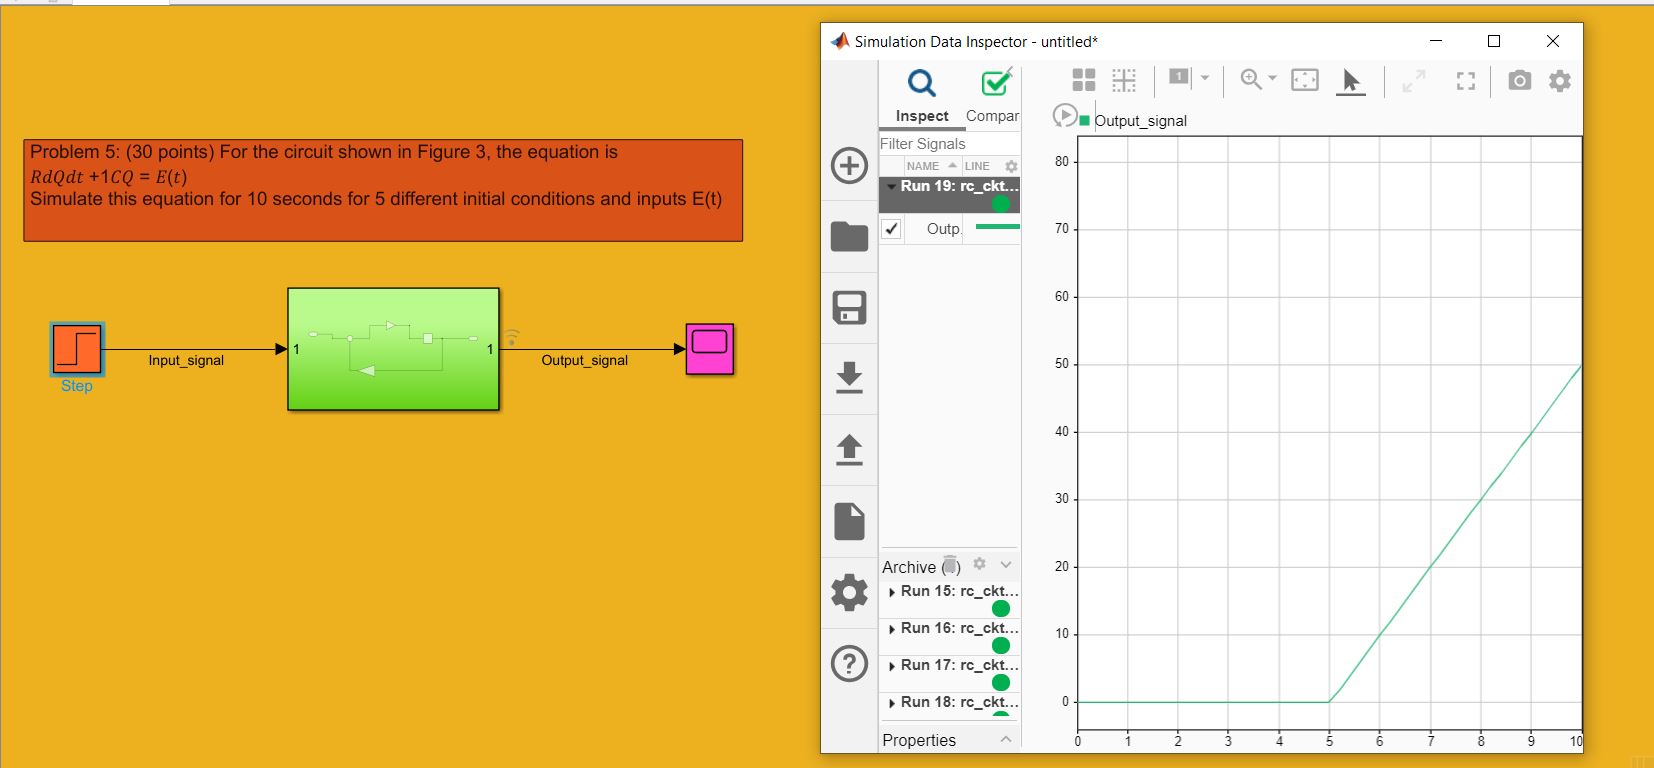 Problem 5: (30 points) For the circuit shown in Figure 3, the equation is
RdQdt +1CQ = E(t)
Simulate this equation for 10 seconds for 5 different initial conditions and inputs E(t)
Step
Input_signal
1
1
Output_signal
Simulation Data Inspector - untitled*
Inspect
Compar
Filter Signals
NAME
LINE
Run 19: rc_ckt...
Outp
Run 15: rc_ckt...
Run 16: rc_ckt...
Run 17: rc_ckt...
Run 18: rc_ckt...
Archive (
Properties
1
Output_signal
80
70
60
50
40
30
20
10
0
0 1 2 3 4 5 6 7 8 9 10